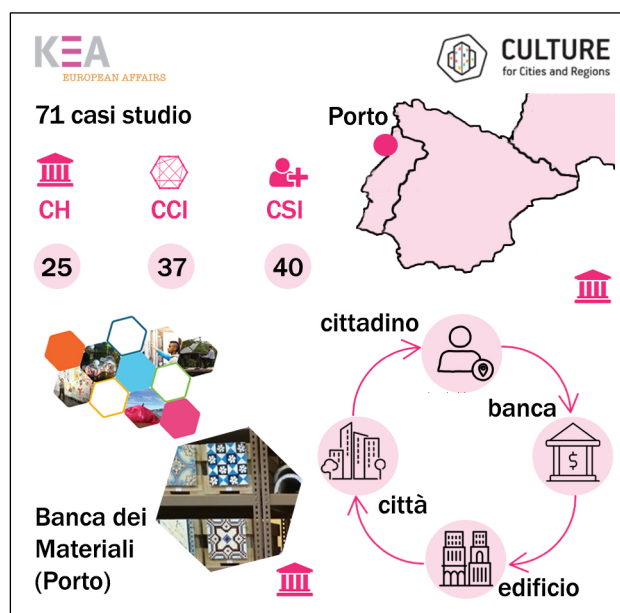 KEA
EUROPEAN AFFAIRS
CULTURE
for Cities and Regions
71 casi studio
Porto
CH
CCI
CSI
25
37
40
cittadino
banca
$
città
edificio
Banca dei
Materiali
(Porto)